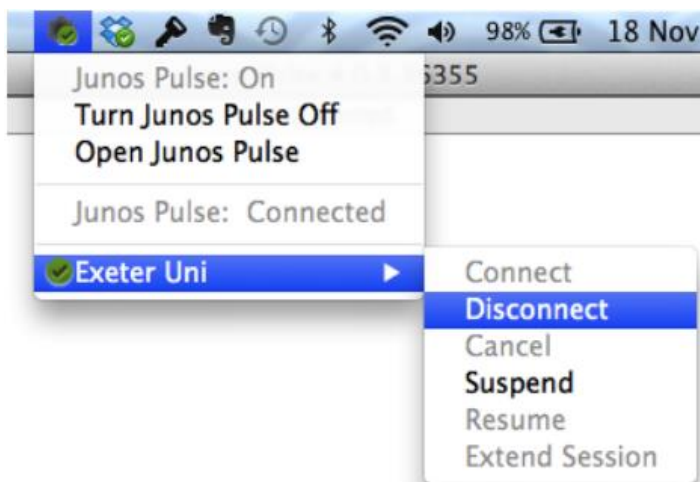 98% 18 Nov
5355
Junos Pulse: On
Turn Junos Pulse Off
Open Junos Pulse
Junos Pulse: Connected
Exeter Uni
Connect
Disconnect
Cancel
Suspend
Resume
Extend Session